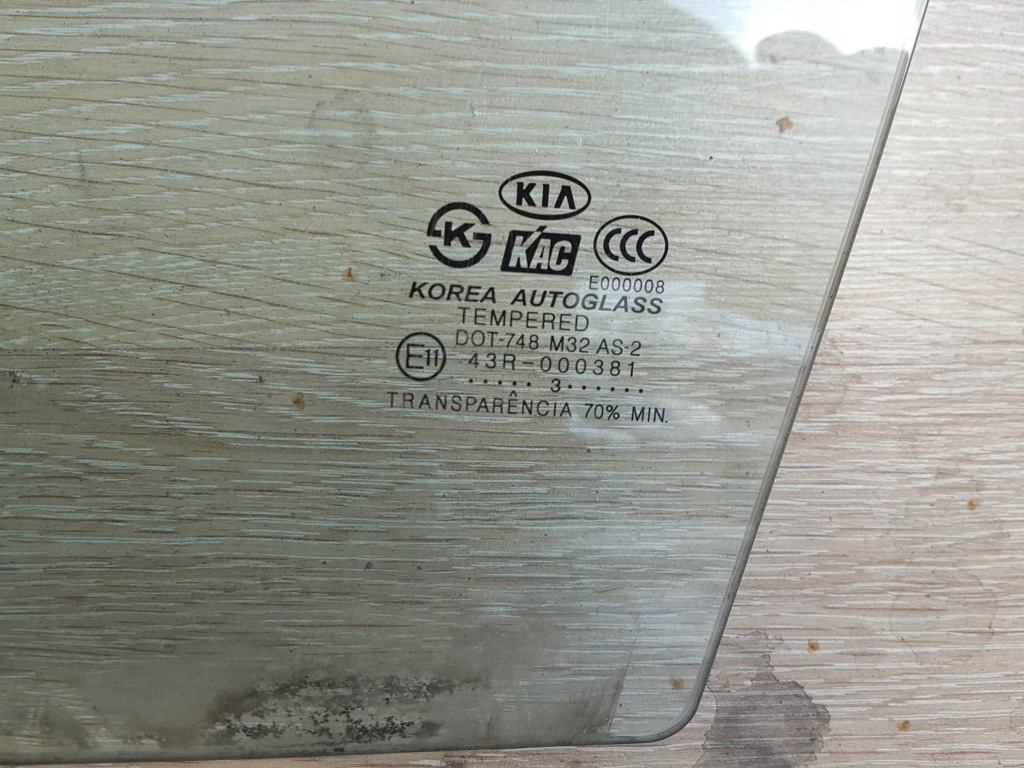 KIA
K
KAC
CCC
E000008
KOREA AUTOGLASS
TEMPERED
DOT-748 M32 AS-2
E11
43R-000381
..... 3......
TRANSPARÊNCIA 70% MIN.